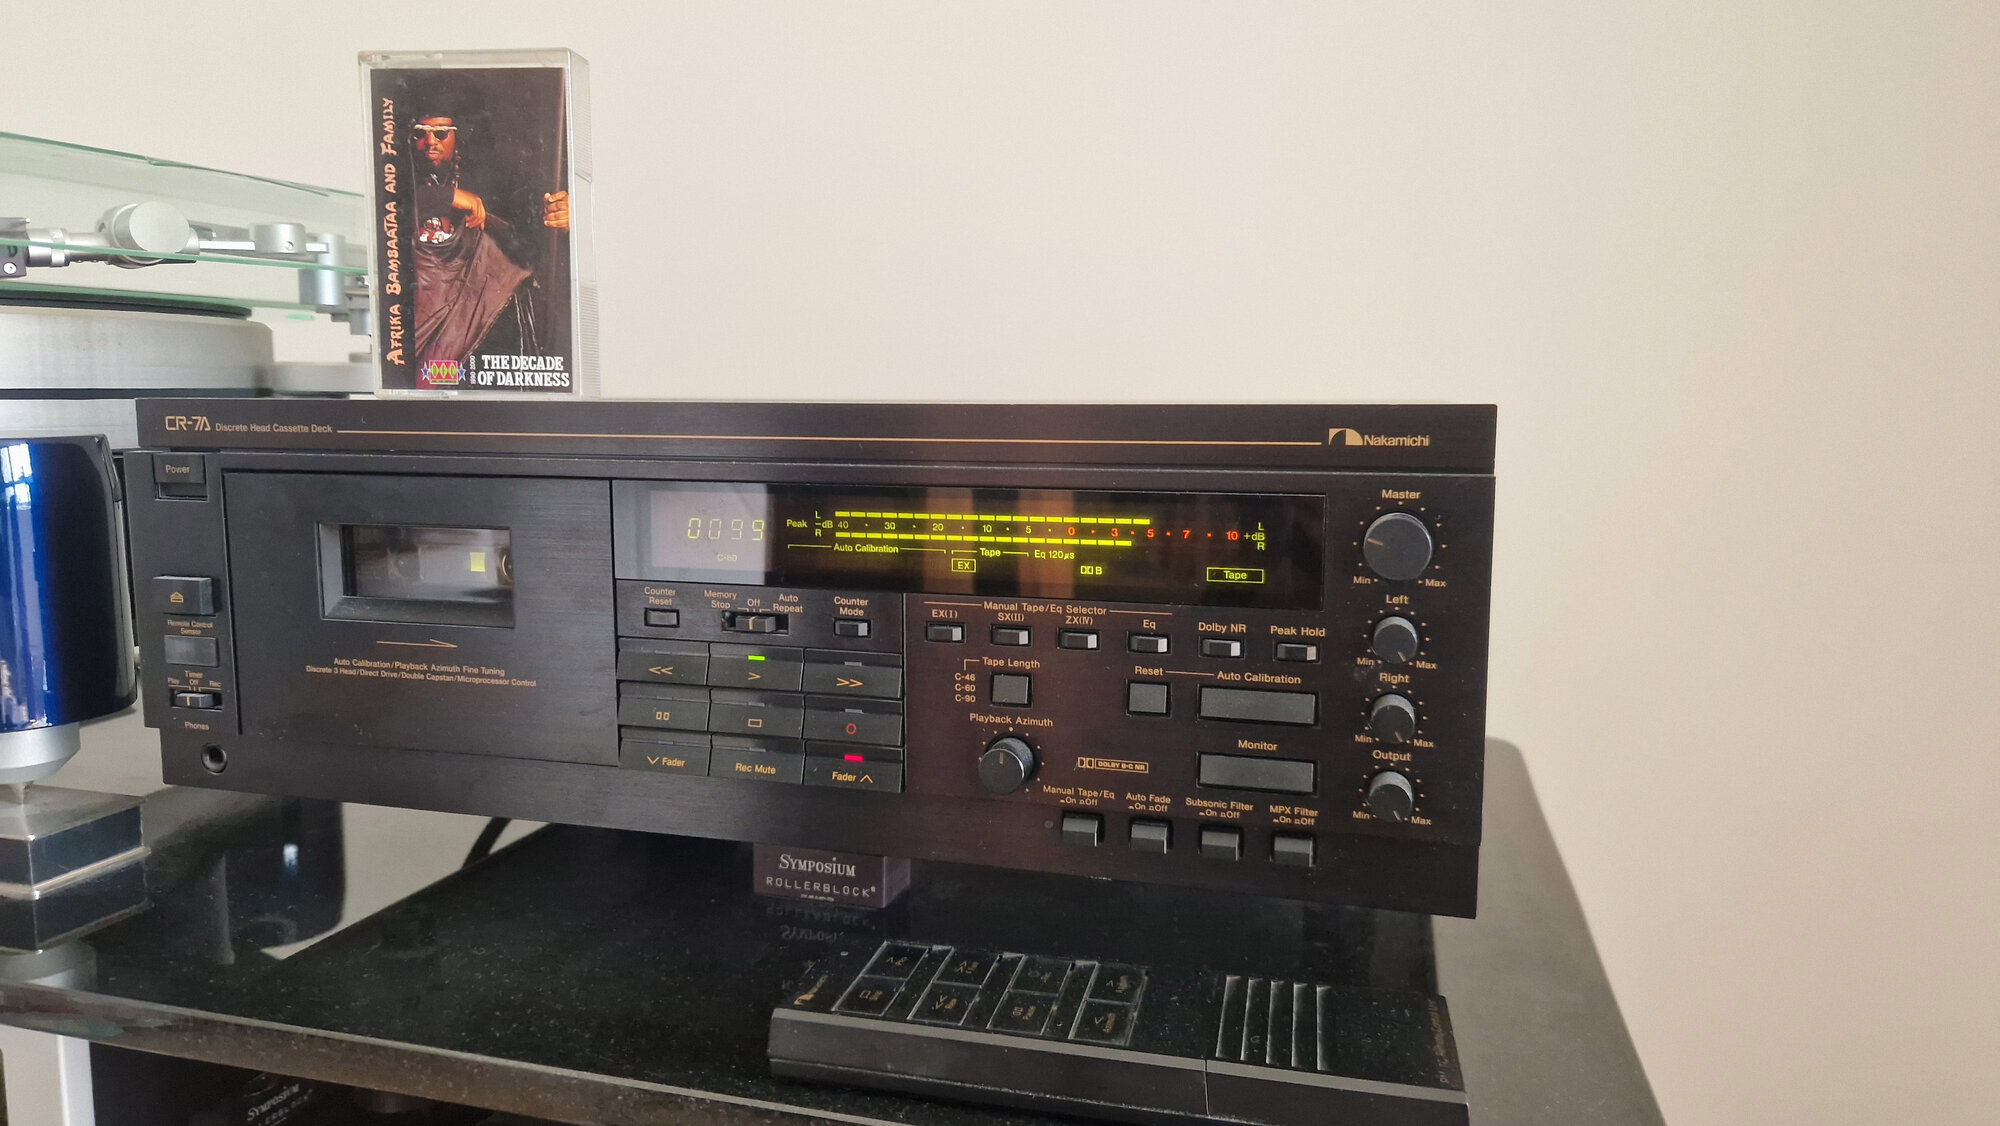 AFRIKA BAMBAATAA AND FAMILY
1990-2000
THE DECADE
OF DARKNESS
CR-7A Discrete Head Cassette Deck
Nakamichi
Power
Remote Control
Sensor
Timer
Play Off Rec
Phones
Auto Calibration/Playback Azimuth Fine Tuning
Discrete 3 Head/Direct Drive/Double Capstan/Microprocessor Control
0099
C-60
L
Peak -dB 40 30 20 10 5 0 3 5 7 10 +dB
R
L
R
Auto Calibration
Tape
Eq 120μs
EX
B
Tape
Counter
Reset
Memory
Stop Off Auto
Repeat
Counter
Mode
<< > >>
Fader
Rec Mute
Fader
Manual Tape/Eq Selector
EX(I) SX(II) ZX(IV) Eq Dolby NR Peak Hold
Tape Length
C-46
C-60
C-90
Reset Auto Calibration
Playback Azimuth
DOLBY B-C NR
Monitor
Manual Tape/Eq
On Off
Auto Fade
On Off
Subsonic Filter
On Off
MPX Filter
On Off
Master
Min Max
Left
Min Max
Right
Min Max
Output
Min Max
SYMPOSIUM
ROLLERBLOCK
Nakamichi
SYMPOSIUM